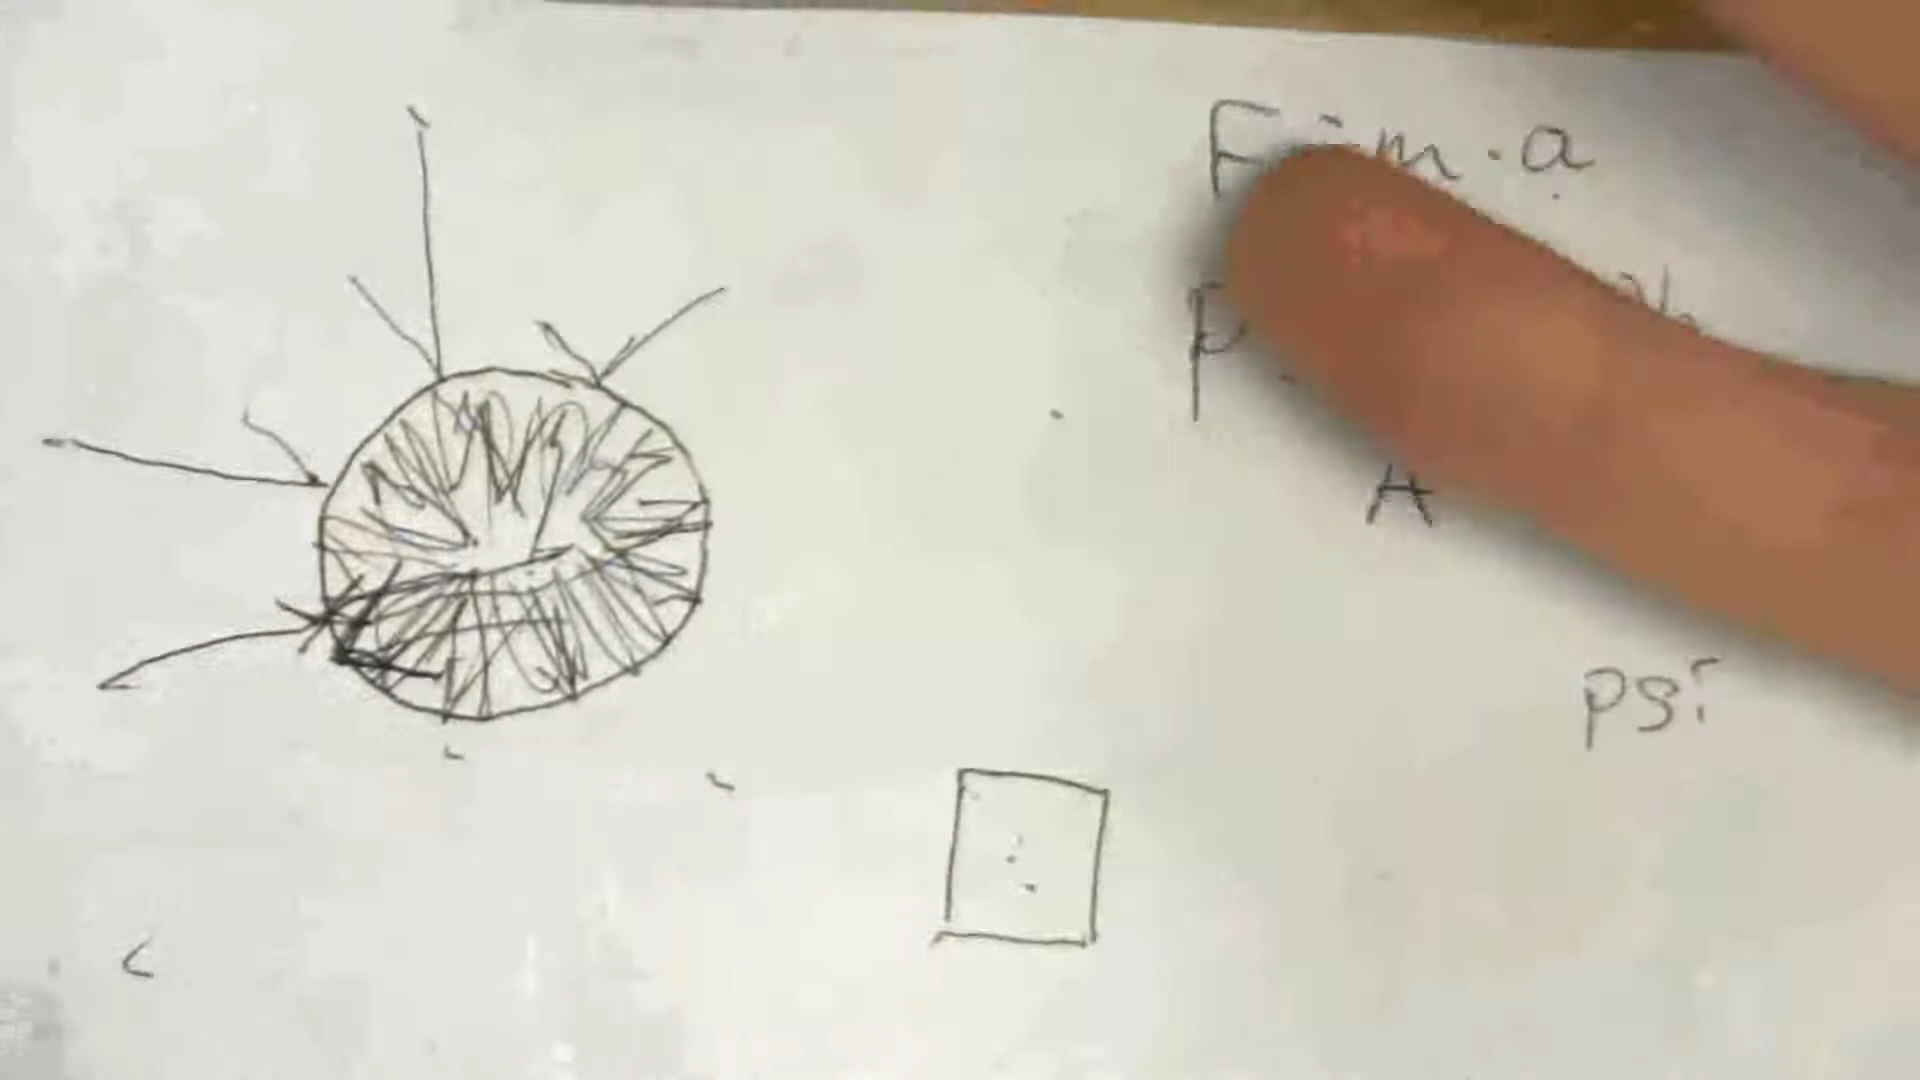 F = m · a
P
A
psi